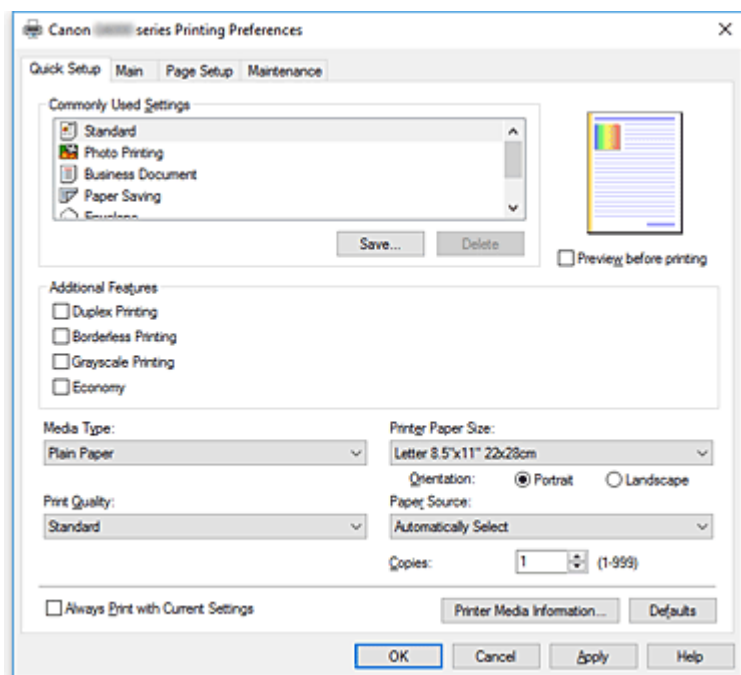 Canon series Printing Preferences
Quick Setup Main Page Setup Maintenance
Commonly Used Settings
Standard
Photo Printing
Business Document
Paper Saving
Save... Delete
Preview before printing
Additional Features
Duplex Printing
Borderless Printing
Grayscale Printing
Economy
Media Type: Printer Paper Size:
Plain Paper Letter 8.5"x11" 22x28cm
Orientation: Portrait Landscape
Print Quality: Paper Source:
Standard Automatically Select
Copies: 1 (1-999)
Always Print with Current Settings Printer Media Information... Defaults
OK Cancel Apply Help